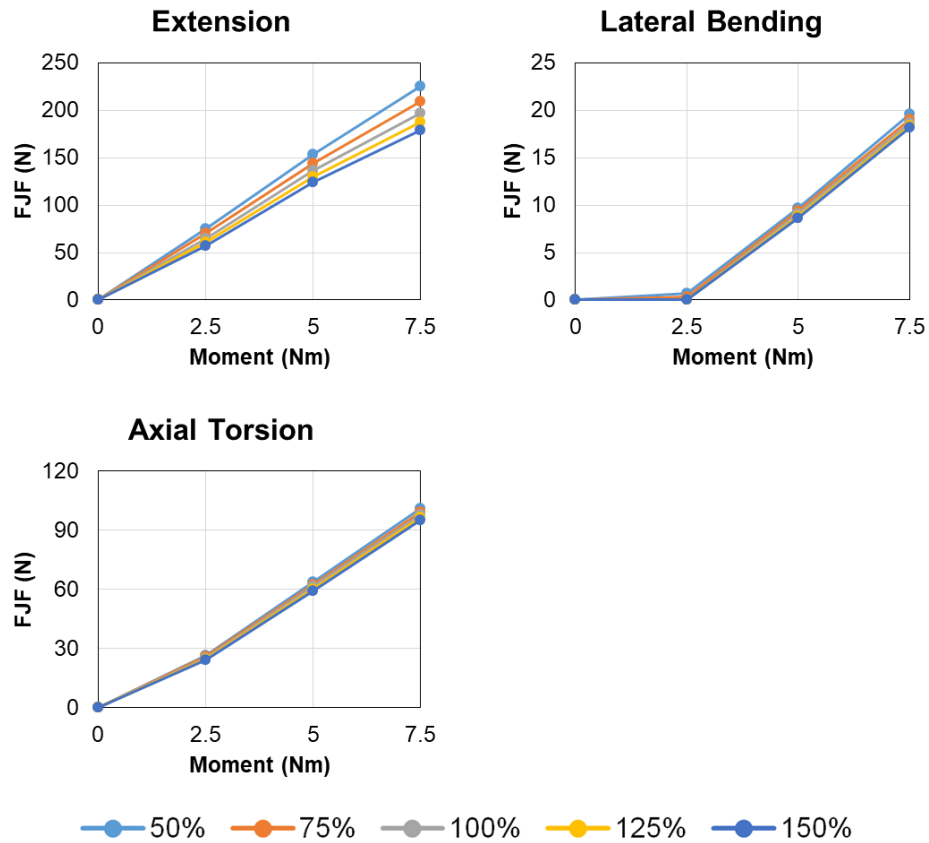 Extension
250
200
150
100
50
0
FJF (N)
0 2.5 5 7.5
Moment (Nm)
Lateral Bending
25
20
15
10
5
0
FJF (N)
0 2.5 5 7.5
Moment (Nm)
Axial Torsion
120
90
60
30
0
FJF (N)
0 2.5 5 7.5
Moment (Nm)
50% 75% 100% 125% 150%